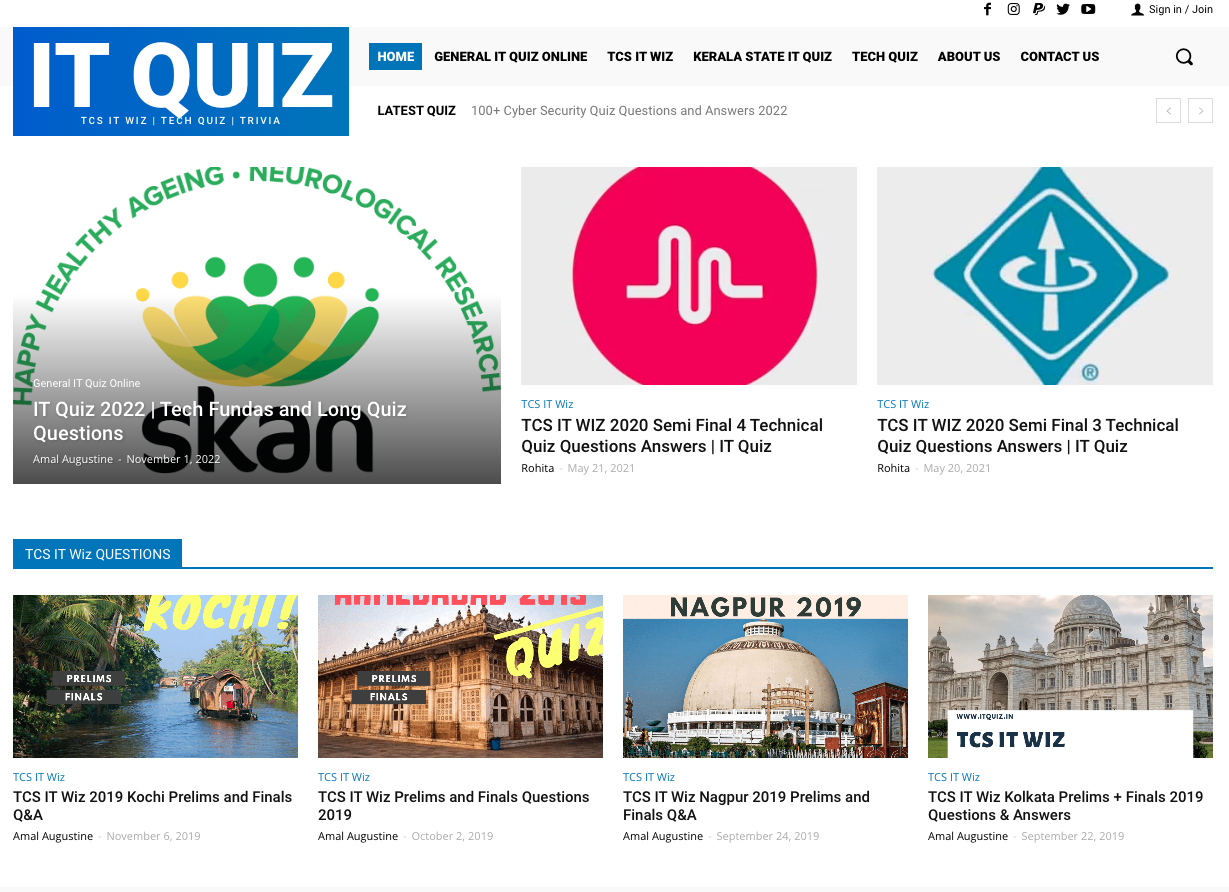 Sign in / Join
IT QUIZ
TCS IT WIZ | TECH QUIZ | TRIVIA
HOME GENERAL IT QUIZ ONLINE TCS IT WIZ KERALA STATE IT QUIZ TECH QUIZ ABOUT US CONTACT US
LATEST QUIZ 100+ Cyber Security Quiz Questions and Answers 2022
HAPPY HEALTHY AGEING • NEUROLOGICAL RESEARCH
skan
General IT Quiz Online
IT Quiz 2022 | Tech Fundas and Long Quiz
Questions
Amal Augustine - November 1, 2022
TCS IT Wiz
TCS IT WIZ 2020 Semi Final 4 Technical
Quiz Questions Answers | IT Quiz
Rohita - May 21, 2021
®
TCS IT Wiz
TCS IT WIZ 2020 Semi Final 3 Technical
Quiz Questions Answers | IT Quiz
Rohita - May 20, 2021
TCS IT Wiz QUESTIONS
KOCHI!
PRELIMS
FINALS
TCS IT Wiz
TCS IT Wiz 2019 Kochi Prelims and Finals
Q&A
Amal Augustine - November 6, 2019
AHMEDABAD 2019
QUIZ
PRELIMS
FINALS
TCS IT Wiz
TCS IT Wiz Prelims and Finals Questions
2019
Amal Augustine - October 2, 2019
NAGPUR 2019
TCS IT Wiz
TCS IT Wiz Nagpur 2019 Prelims and
Finals Q&A
Amal Augustine - September 24, 2019
WWW.ITQUIZ.IN
TCS IT WIZ
TCS IT Wiz
TCS IT Wiz Kolkata Prelims + Finals 2019
Questions & Answers
Amal Augustine - September 22, 2019